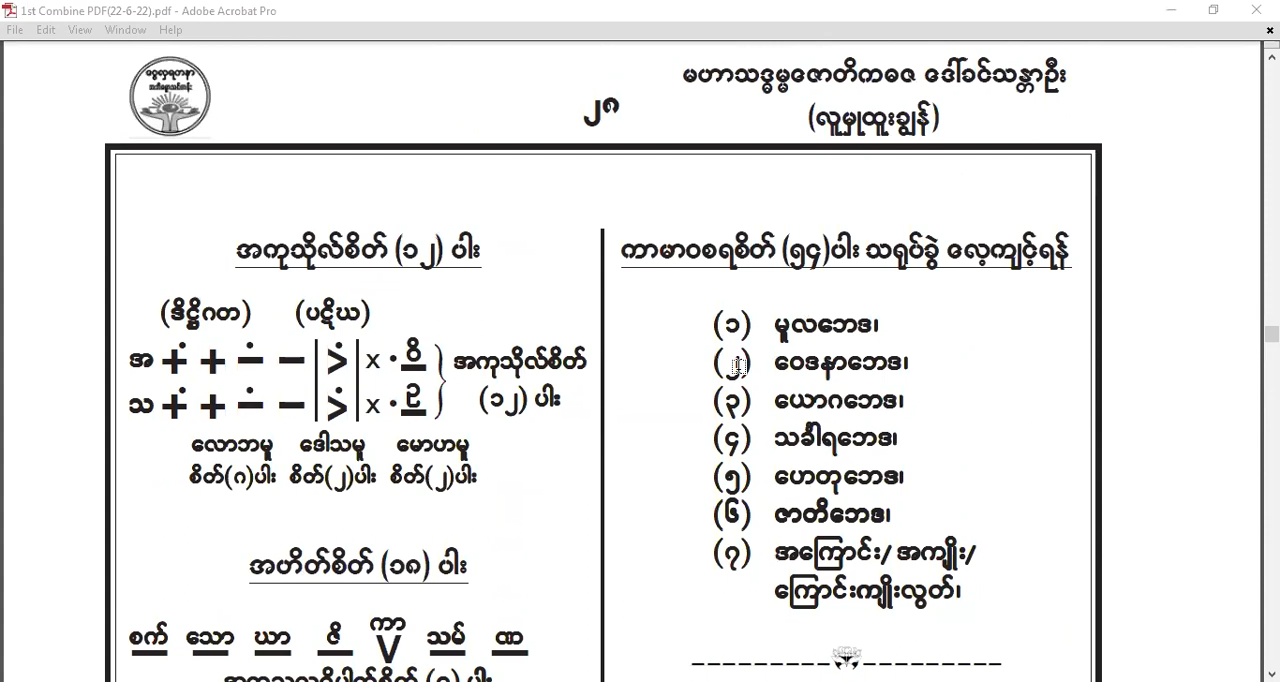 1st Combine PDF(22-6-22).pdf - Adobe Acrobat Pro
File Edit View Window Help
ဓမ္မာသဒ္ဓမ္မဇောတိကဓဇ ဒေါ်ခင်သန္တာဦး
၂၈
(လူမှုထူးချွန်)
အကုသိုလ်စိတ် (၁၂) ပါး
(ဒိဋ္ဌိဂတ) (ပဋိဃ)
အ + + − − | > | x · ဝိ အကုသိုလ်စိတ်
သ + + − − | > | x · ဥ (၁၂) ပါး
လောဘမူ ဒေါသမူ မောဟမူ
စိတ်(၈)ပါး စိတ်(၂)ပါး စိတ်(၂)ပါး
အဟိတ်စိတ် (၁၈) ပါး
စက် သော ဃာ ဇိ ကာ သမ် ဏ
ကာမာဝစရစိတ် (၅၄)ပါး သရုပ်ခွဲ လေ့ကျင့်ရန်
(၁) မူလဘေဒ၊
(၂) ဝေဒနာဘေဒ၊
(၃) ယောဂဘေဒ၊
(၄) သင်္ခါရဘေဒ၊
(၅) ဟေတုဘေဒ၊
(၆) ဇာတိဘေဒ၊
(၇) အကြောင်း/ အကျိုး/
ကြောင်းကျိုးလွတ်၊